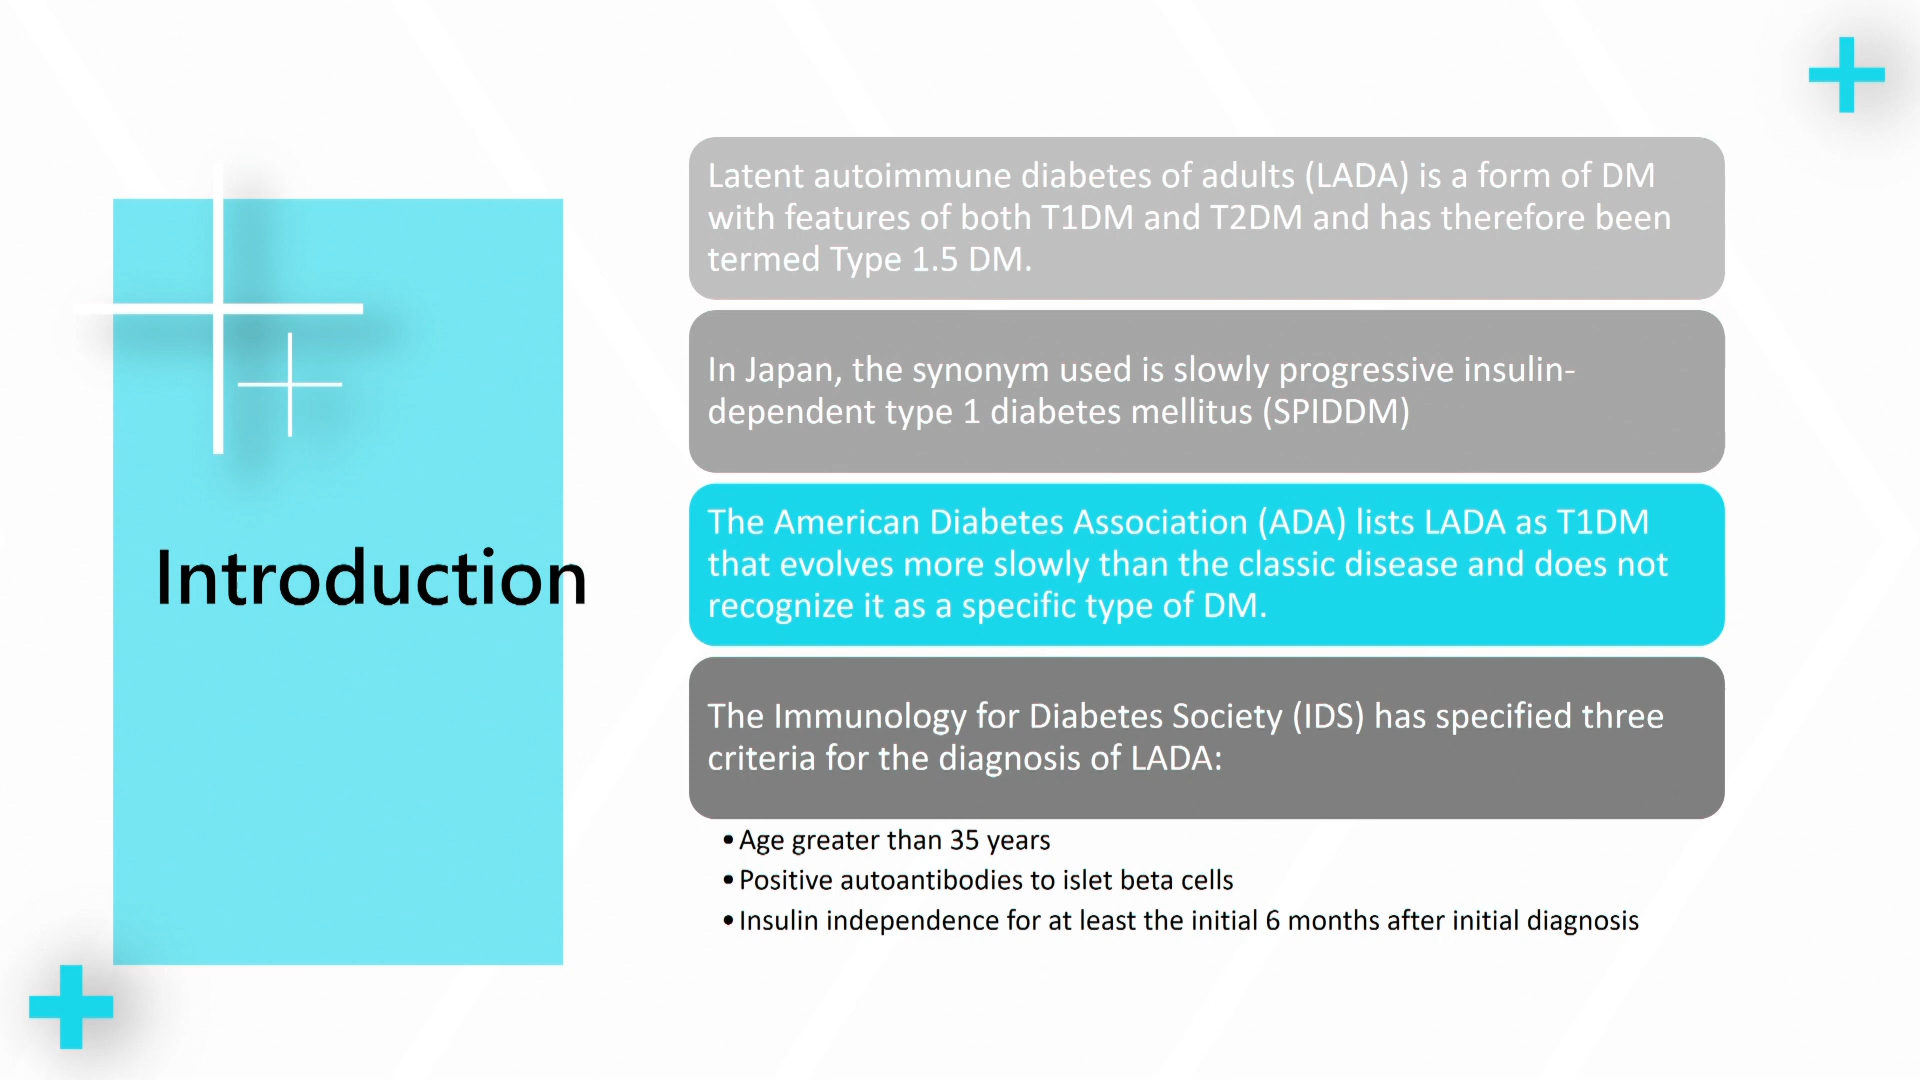 Introduction
Latent autoimmune diabetes of adults (LADA) is a form of DM
with features of both T1DM and T2DM and has therefore been
termed Type 1.5 DM.
In Japan, the synonym used is slowly progressive insulin-
dependent type 1 diabetes mellitus (SPIDDM)
The American Diabetes Association (ADA) lists LADA as T1DM
that evolves more slowly than the classic disease and does not
recognize it as a specific type of DM.
The Immunology for Diabetes Society (IDS) has specified three
criteria for the diagnosis of LADA:
•Age greater than 35 years
•Positive autoantibodies to islet beta cells
•Insulin independence for at least the initial 6 months after initial diagnosis